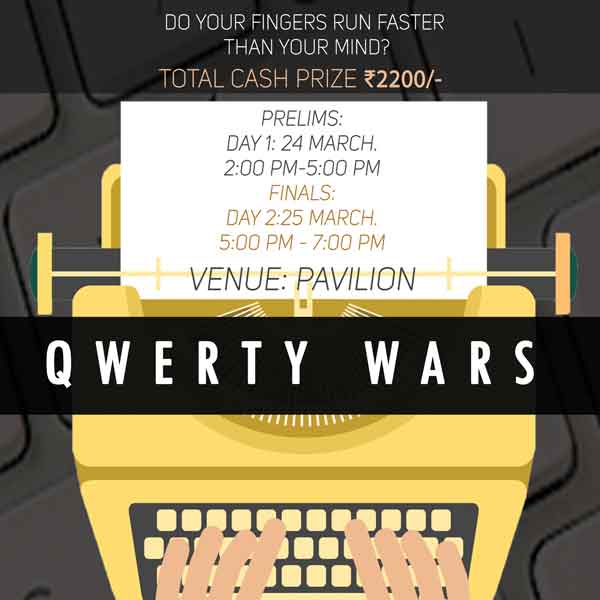 DO YOUR FINGERS RUN FASTER
THAN YOUR MIND?
TOTAL CASH PRIZE ₹2200/-
PRELIMS:
DAY 1: 24 MARCH.
2:00 PM-5:00 PM
FINALS:
DAY 2:25 MARCH.
5:00 PM - 7:00 PM
VENUE: PAVILION
QWERTY WARS